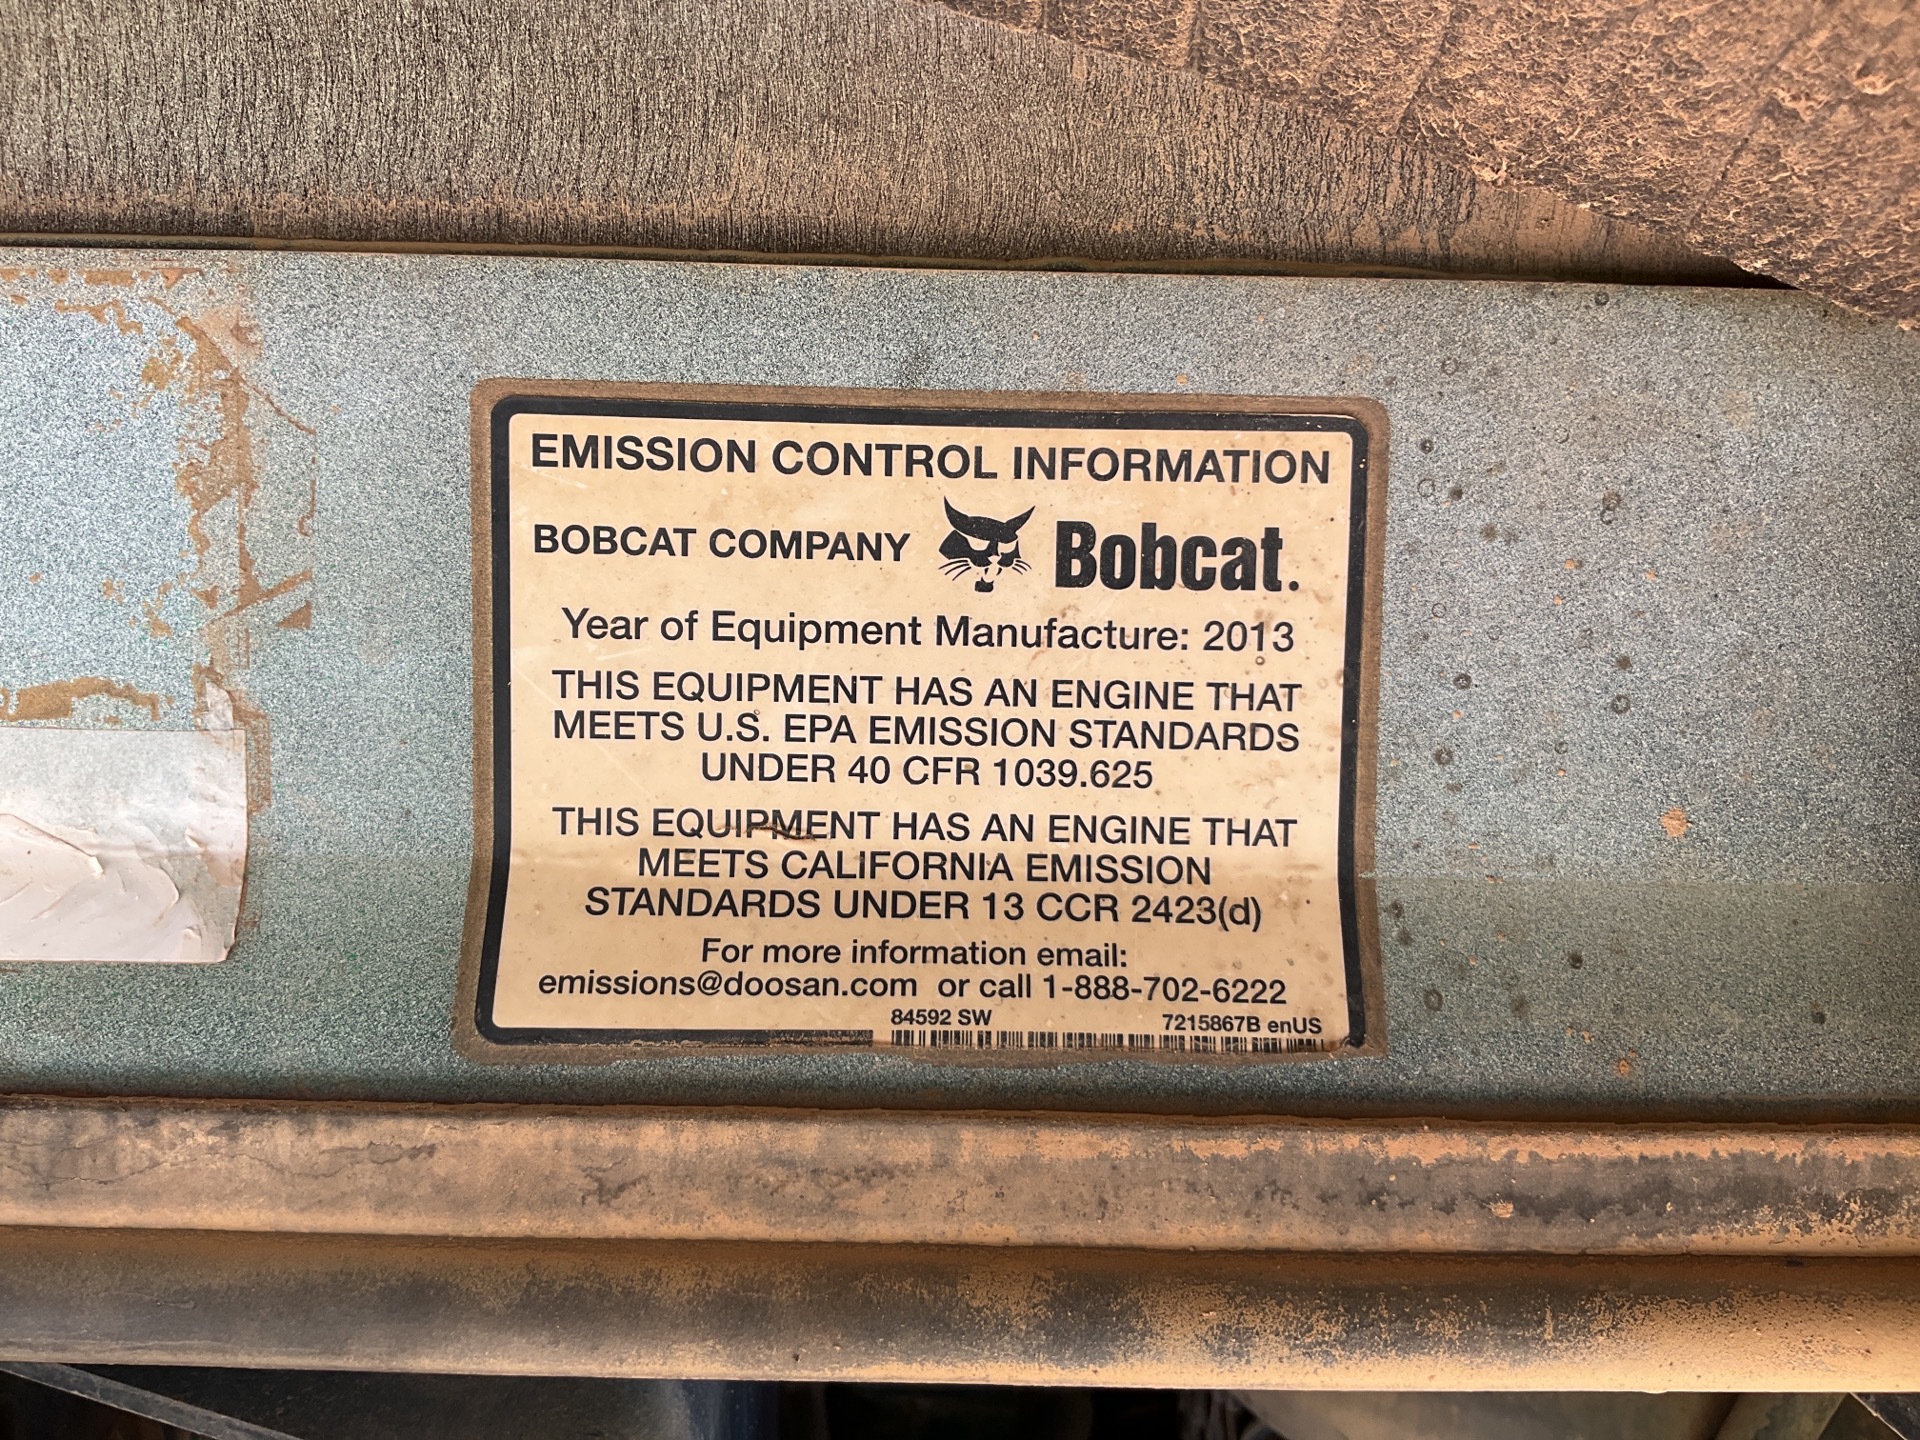 EMISSION CONTROL INFORMATION
BOBCAT COMPANY Bobcat.
Year of Equipment Manufacture: 2013
THIS EQUIPMENT HAS AN ENGINE THAT
MEETS U.S. EPA EMISSION STANDARDS
UNDER 40 CFR 1039.625
THIS EQUIPMENT HAS AN ENGINE THAT
MEETS CALIFORNIA EMISSION
STANDARDS UNDER 13 CCR 2423(d)
For more information email:
emissions@doosan.com or call 1-888-702-6222
84592 SW 7215867B enUS